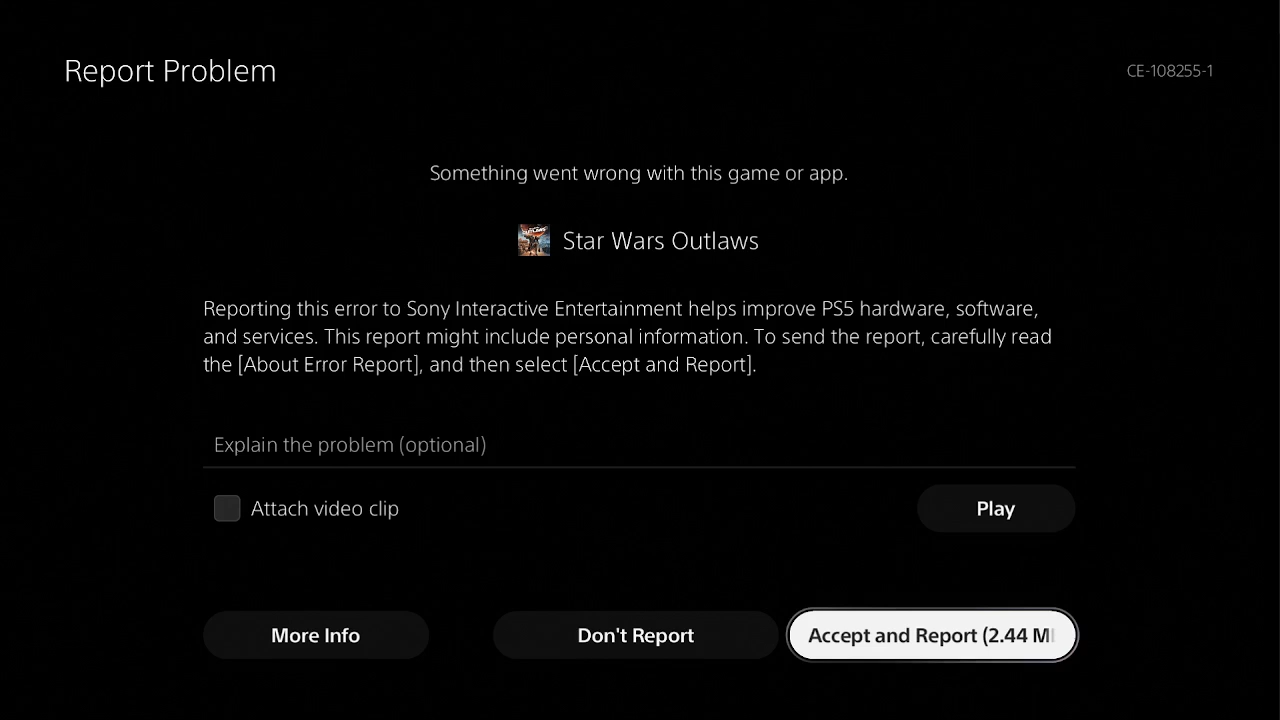 Report Problem
CE-108255-1
Something went wrong with this game or app.
Star Wars Outlaws
Reporting this error to Sony Interactive Entertainment helps improve PS5 hardware, software,
and services. This report might include personal information. To send the report, carefully read
the [About Error Report], and then select [Accept and Report].
Explain the problem (optional)
Attach video clip
Play
More Info
Don't Report
Accept and Report (2.44 M